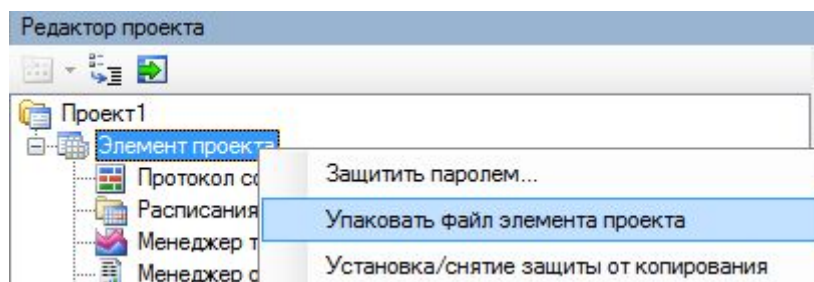 Редактор проекта
Проект1
Элемент проекта
Протокол
Защитить паролем...
Расписания
Упаковать файл элемента проекта
Менеджер
Менеджер
Установка/снятие защиты от копирования